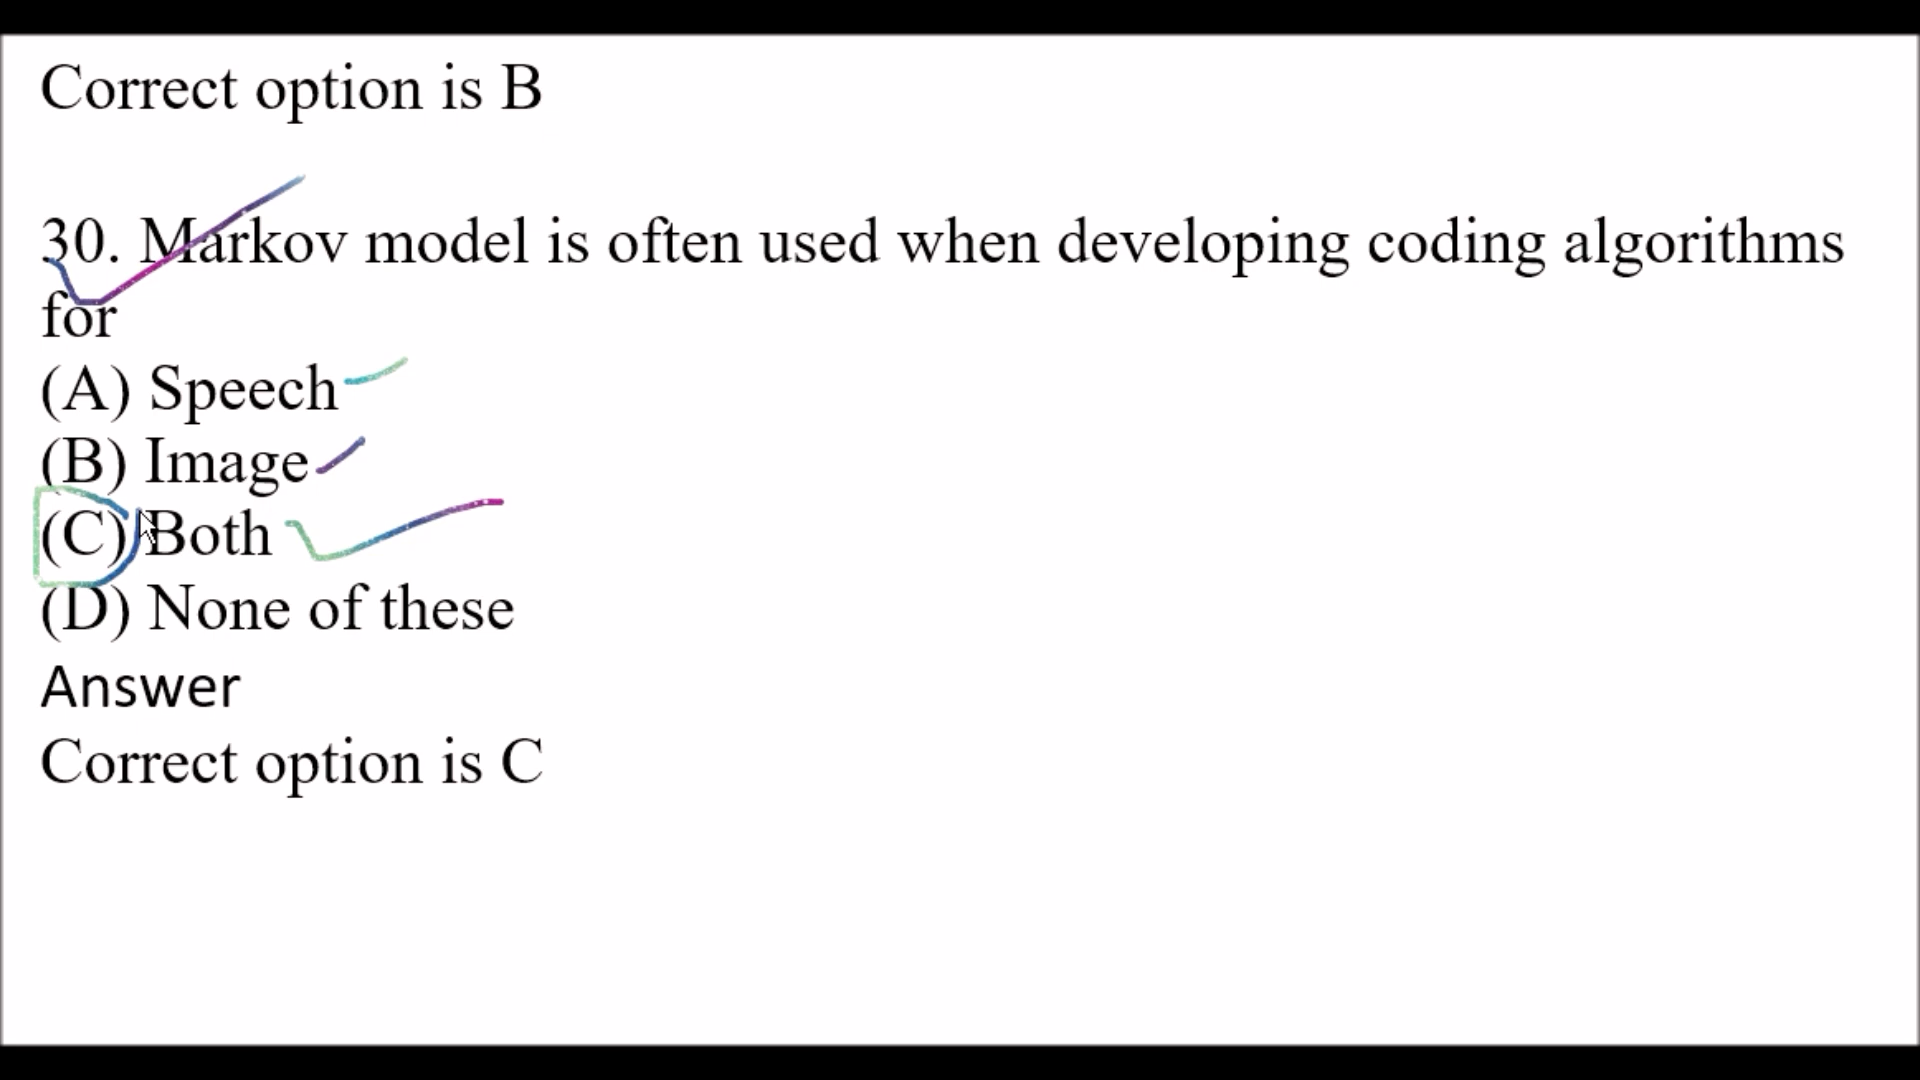 Correct option is B
30. Markov model is often used when developing coding algorithms
for
(A) Speech
(B) Image
(C) Both
(D) None of these
Answer
Correct option is C